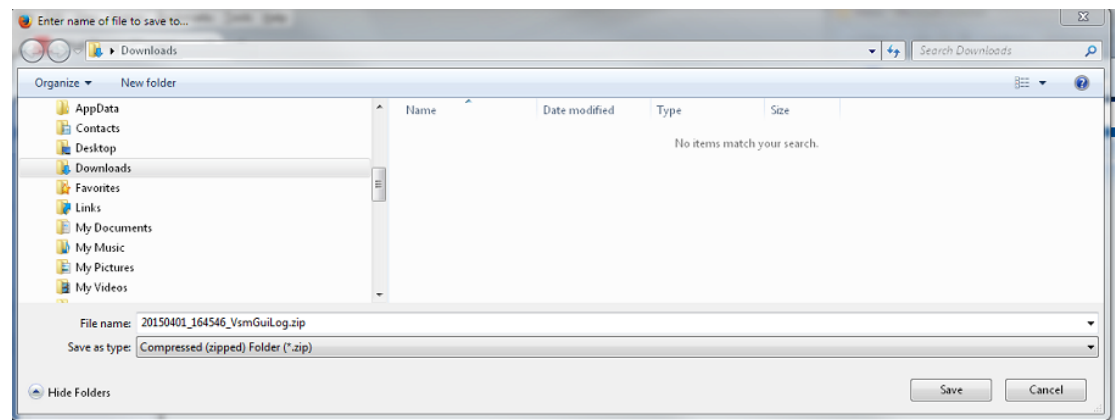 Enter name of file to save to...
Downloads
Search Downloads
Organize
New folder
AppData
Contacts
Desktop
Downloads
Favorites
Links
My Documents
My Music
My Pictures
My Videos
Name Date modified Type Size
No items match your search.
File name: 20150401_164546_VsmGuiLog.zip
Save as type: Compressed (zipped) Folder (*.zip)
Hide Folders
Save
Cancel